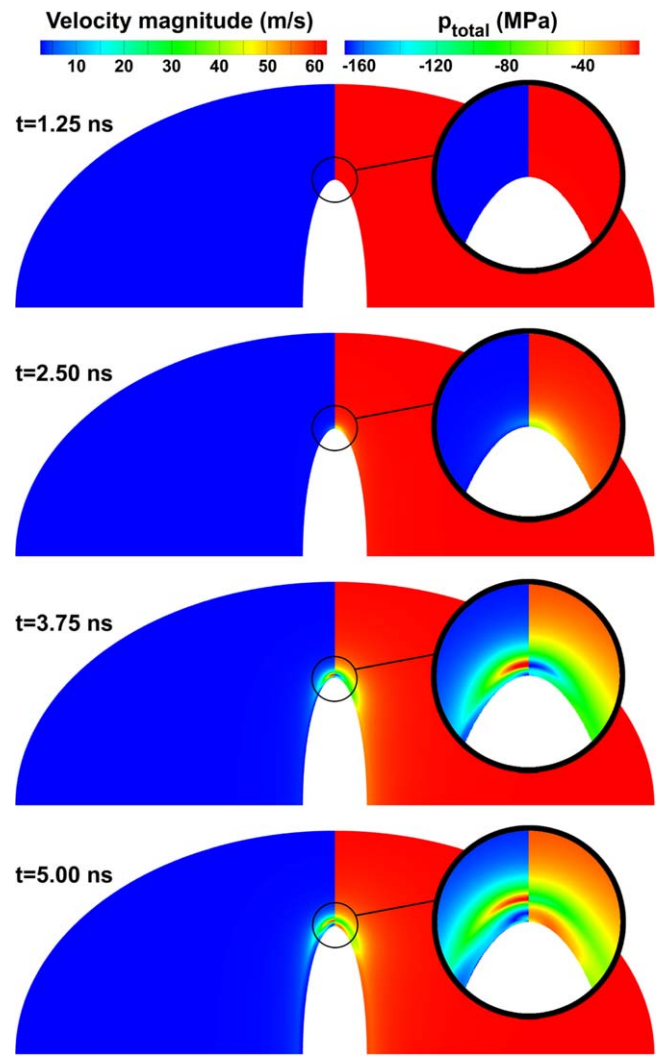 Velocity magnitude (m/s) p_total (MPa)
10 20 30 40 50 60 -160 -120 -80 -40
t=1.25 ns
t=2.50 ns
t=3.75 ns
t=5.00 ns